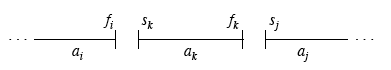 f_i s_k f_k s_j
··· a_i a_k a_j ···